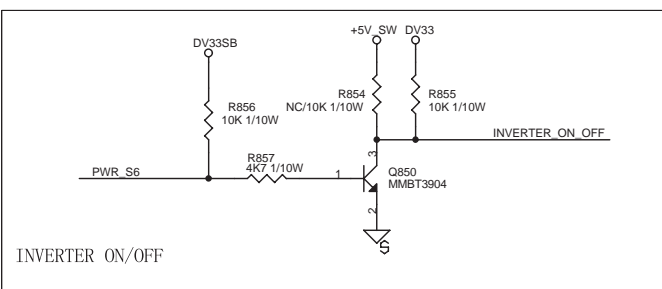 +5V_SW DV33
DV33SB
R854
NC/10K 1/10W
R855
10K 1/10W
R856
10K 1/10W
INVERTER_ON_OFF
R857
4K7 1/10W
3
PWR_S6
1
Q850
MMBT3904
2
S
INVERTER ON/OFF